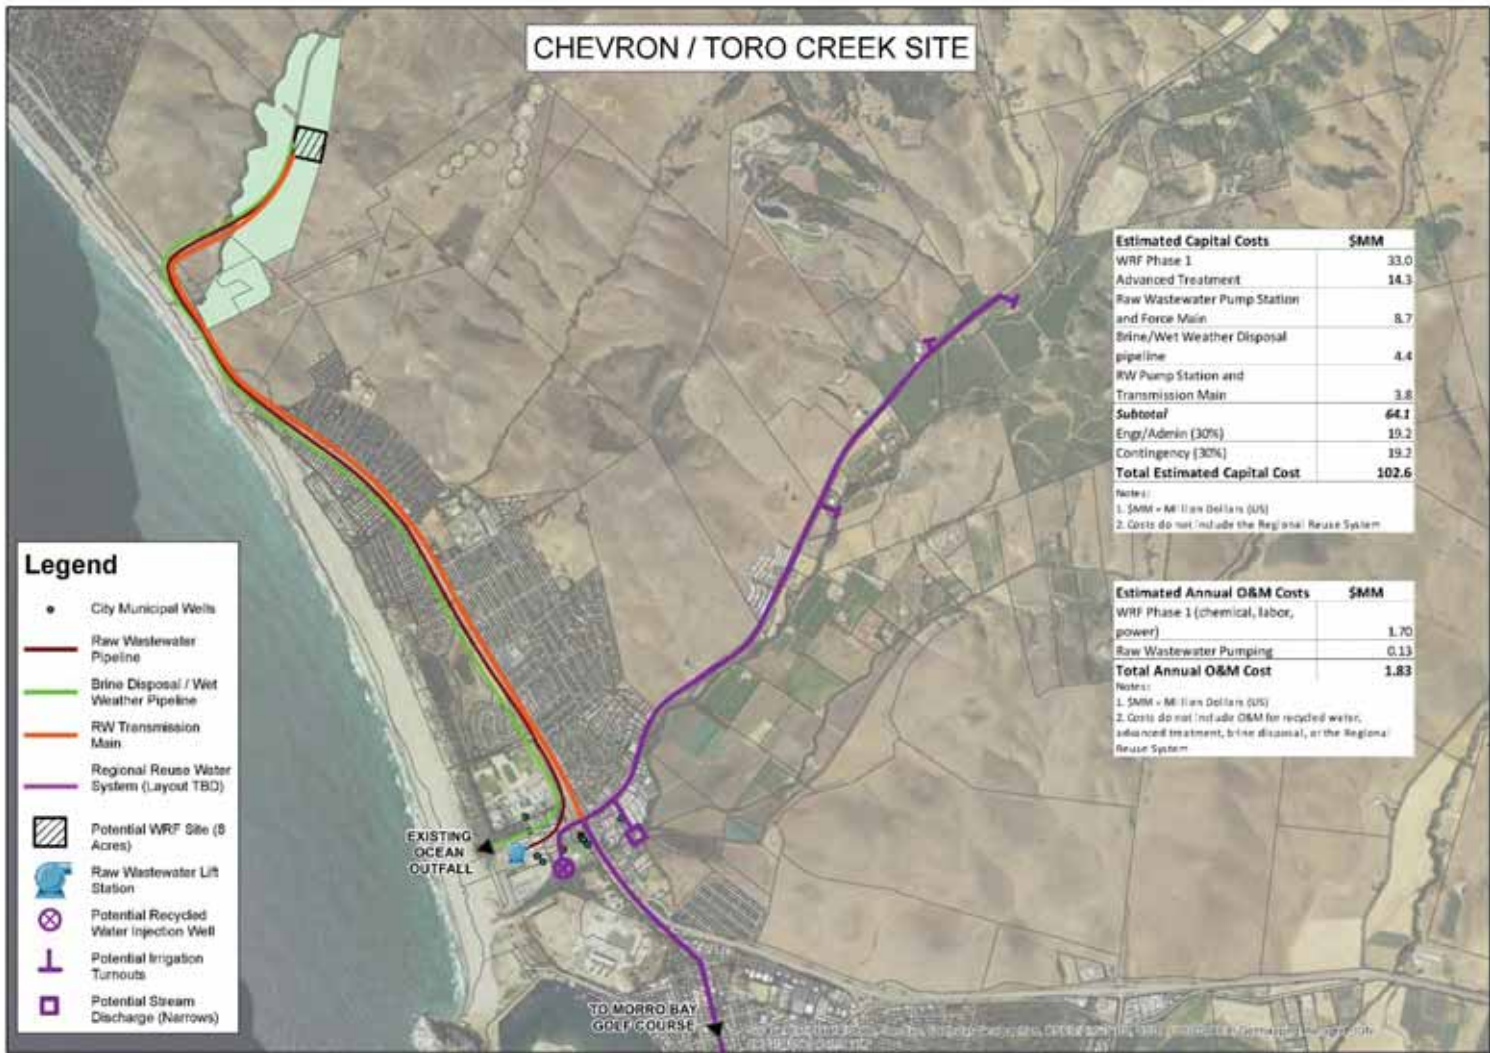 CHEVRON / TORO CREEK SITE
Estimated Capital Costs $MM
WRF Phase 1 33.0
Advanced Treatment 14.3
Raw Wastewater Pump Station
and Force Main 8.7
Brine/Wet Weather Disposal
pipeline 4.4
RW Pump Station and
Transmission Main 3.8
Subtotal 64.1
Engr/Admin (30%) 19.2
Contingency (30%) 19.2
Total Estimated Capital Cost 102.6
Notes:
1. $MM = Million Dollars (US)
2. Costs do not include the Regional Reuse System
Estimated Annual O&M Costs $MM
WRF Phase 1 (chemical, labor,
power) 1.70
Raw Wastewater Pumping 0.13
Total Annual O&M Cost 1.83
Notes:
1. $MM = Million Dollars (US)
2. Costs do not include O&M for recycled water,
advanced treatment, brine disposal, or the Regional
Reuse System
Legend
City Municipal Wells
Raw Wastewater
Pipeline
Brine Disposal / Wet
Weather Pipeline
RW Transmission
Main
Regional Reuse Water
System (Layout TBD)
Potential WRF Site (8
Acres)
Raw Wastewater Lift
Station
Potential Recycled
Water Injection Well
Potential Irrigation
Turnouts
Potential Stream
Discharge (Narrows)
EXISTING
OCEAN
OUTFALL
TO MORRO BAY
GOLF COURSE